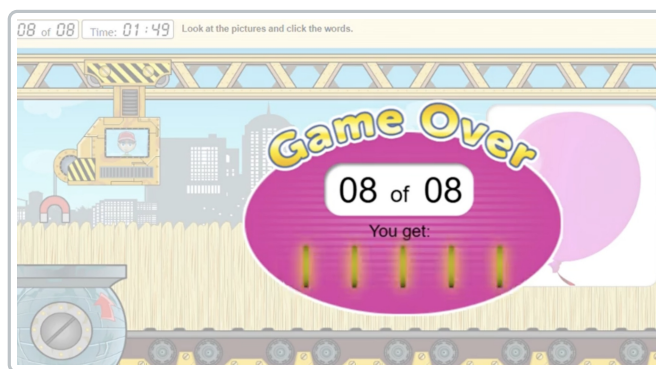 08 of 08 Time: 01:49 Look at the pictures and click the words.
Game Over
08 of 08
You get: